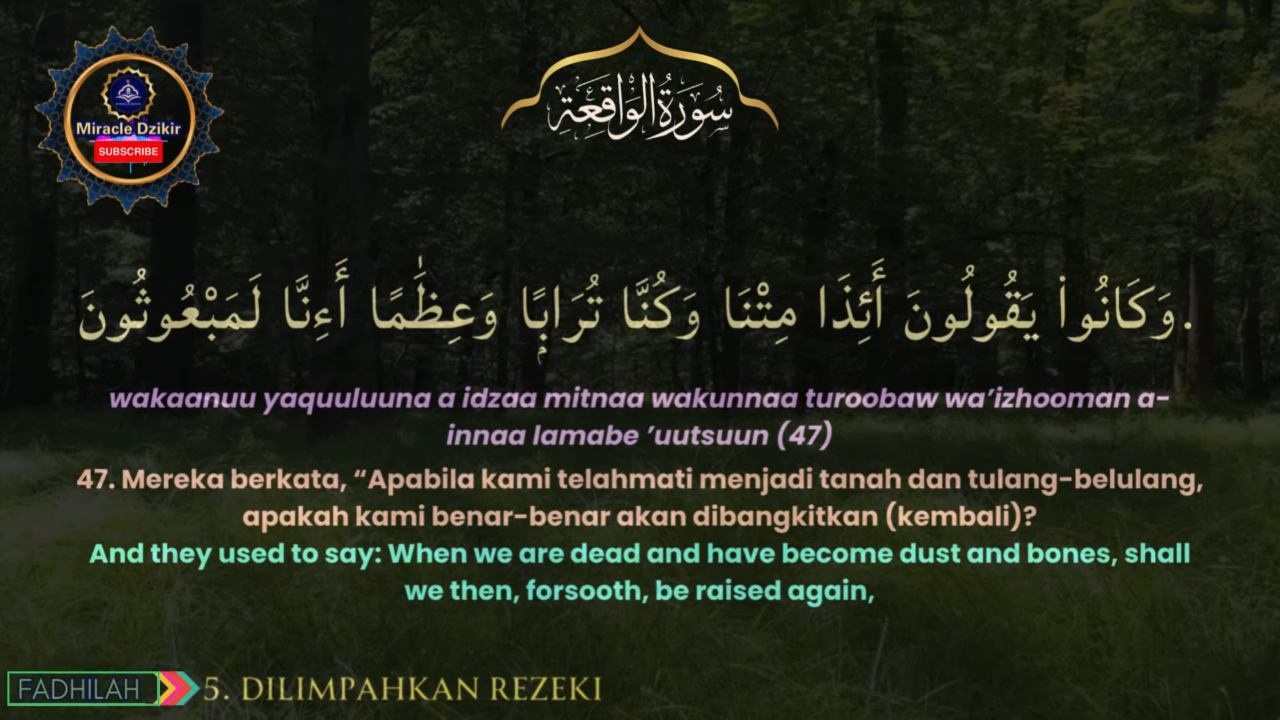 Miracle Dzikir
SUBSCRIBE
سُورَةُ الْوَاقِعَةِ
وَكَانُوا۟ يَقُولُونَ أَئِذَا مِتْنَا وَكُنَّا تُرَابًۭا وَعِظَٰمًا أَءِنَّا لَمَبْعُوثُونَ.
wakaanuu yaquuluuna a idzaa mitnaa wakunnaa turoobaw wa’izhooman a-
innaa lamabe ’uutsuun (47)
47. Mereka berkata, “Apabila kami telahmati menjadi tanah dan tulang-belulang,
apakah kami benar-benar akan dibangkitkan (kembali)?
And they used to say: When we are dead and have become dust and bones, shall
we then, forsooth, be raised again,
FADHILAH 5. DILIMPAHKAN REZEKI